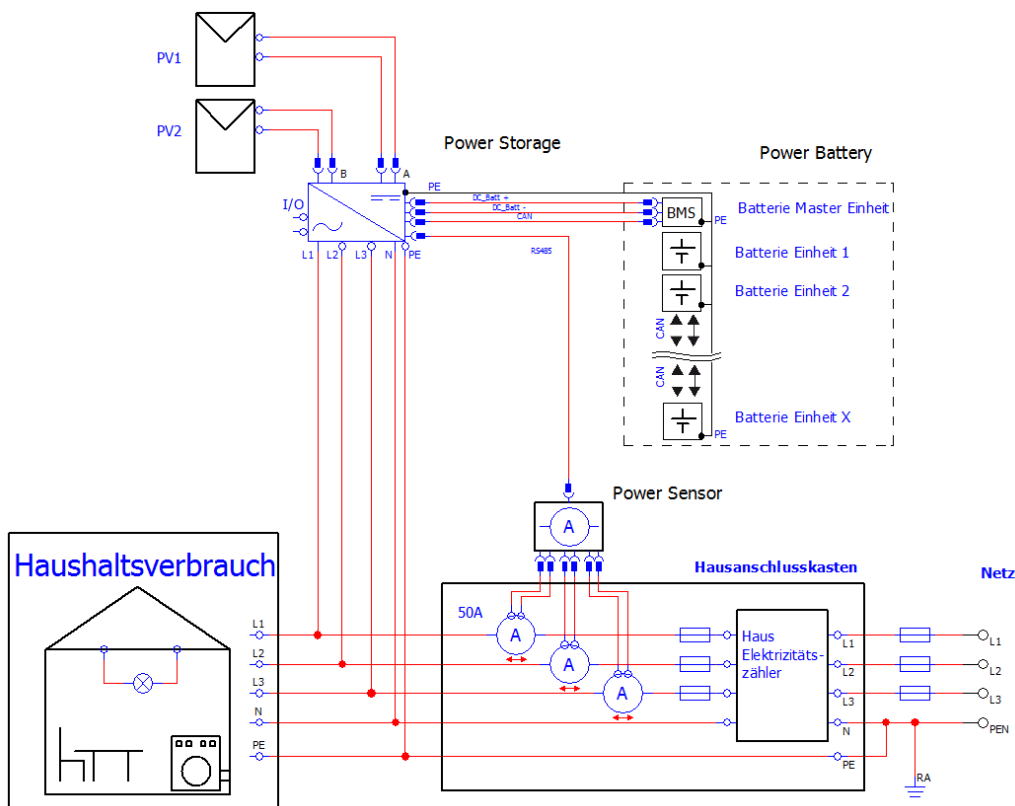 PV1
PV2
Power Storage
Power Battery
B
A
PE
I/O
DC_Batt +
DC_Batt -
CAN
RS485
L1
L2
L3
N
PE
BMS
PE
Batterie Master Einheit
Batterie Einheit 1
Batterie Einheit 2
CAN
CAN
Batterie Einheit X
PE
Power Sensor
A
Haushaltsverbrauch
Hausanschlusskasten
Netz
50A
A
A
A
L1
L2
L3
N
PE
Haus
Elektrizitäts-
zähler
L1
L2
L3
N
PE
L1
L2
L3
PEN
RA